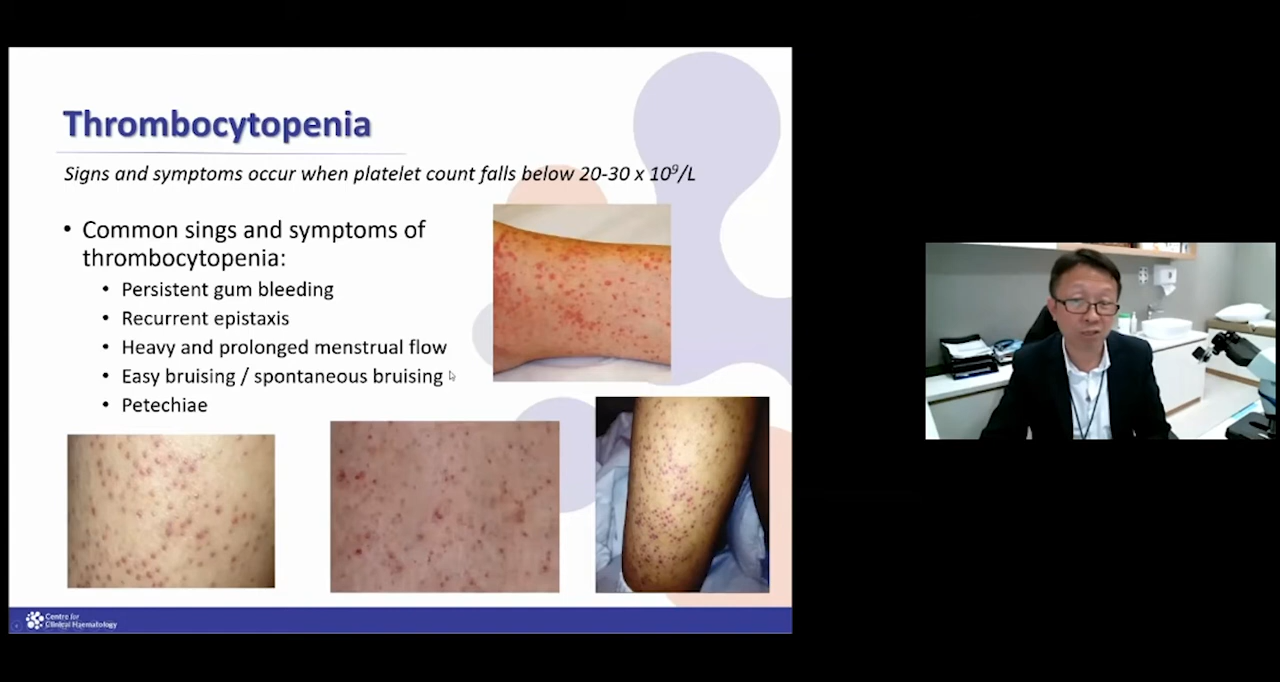 Thrombocytopenia
Signs and symptoms occur when platelet count falls below 20-30 x 10⁹/L
• Common sings and symptoms of
thrombocytopenia:
• Persistent gum bleeding
• Recurrent epistaxis
• Heavy and prolonged menstrual flow
• Easy bruising / spontaneous bruising
• Petechiae
Centre for
Clinical Haematology